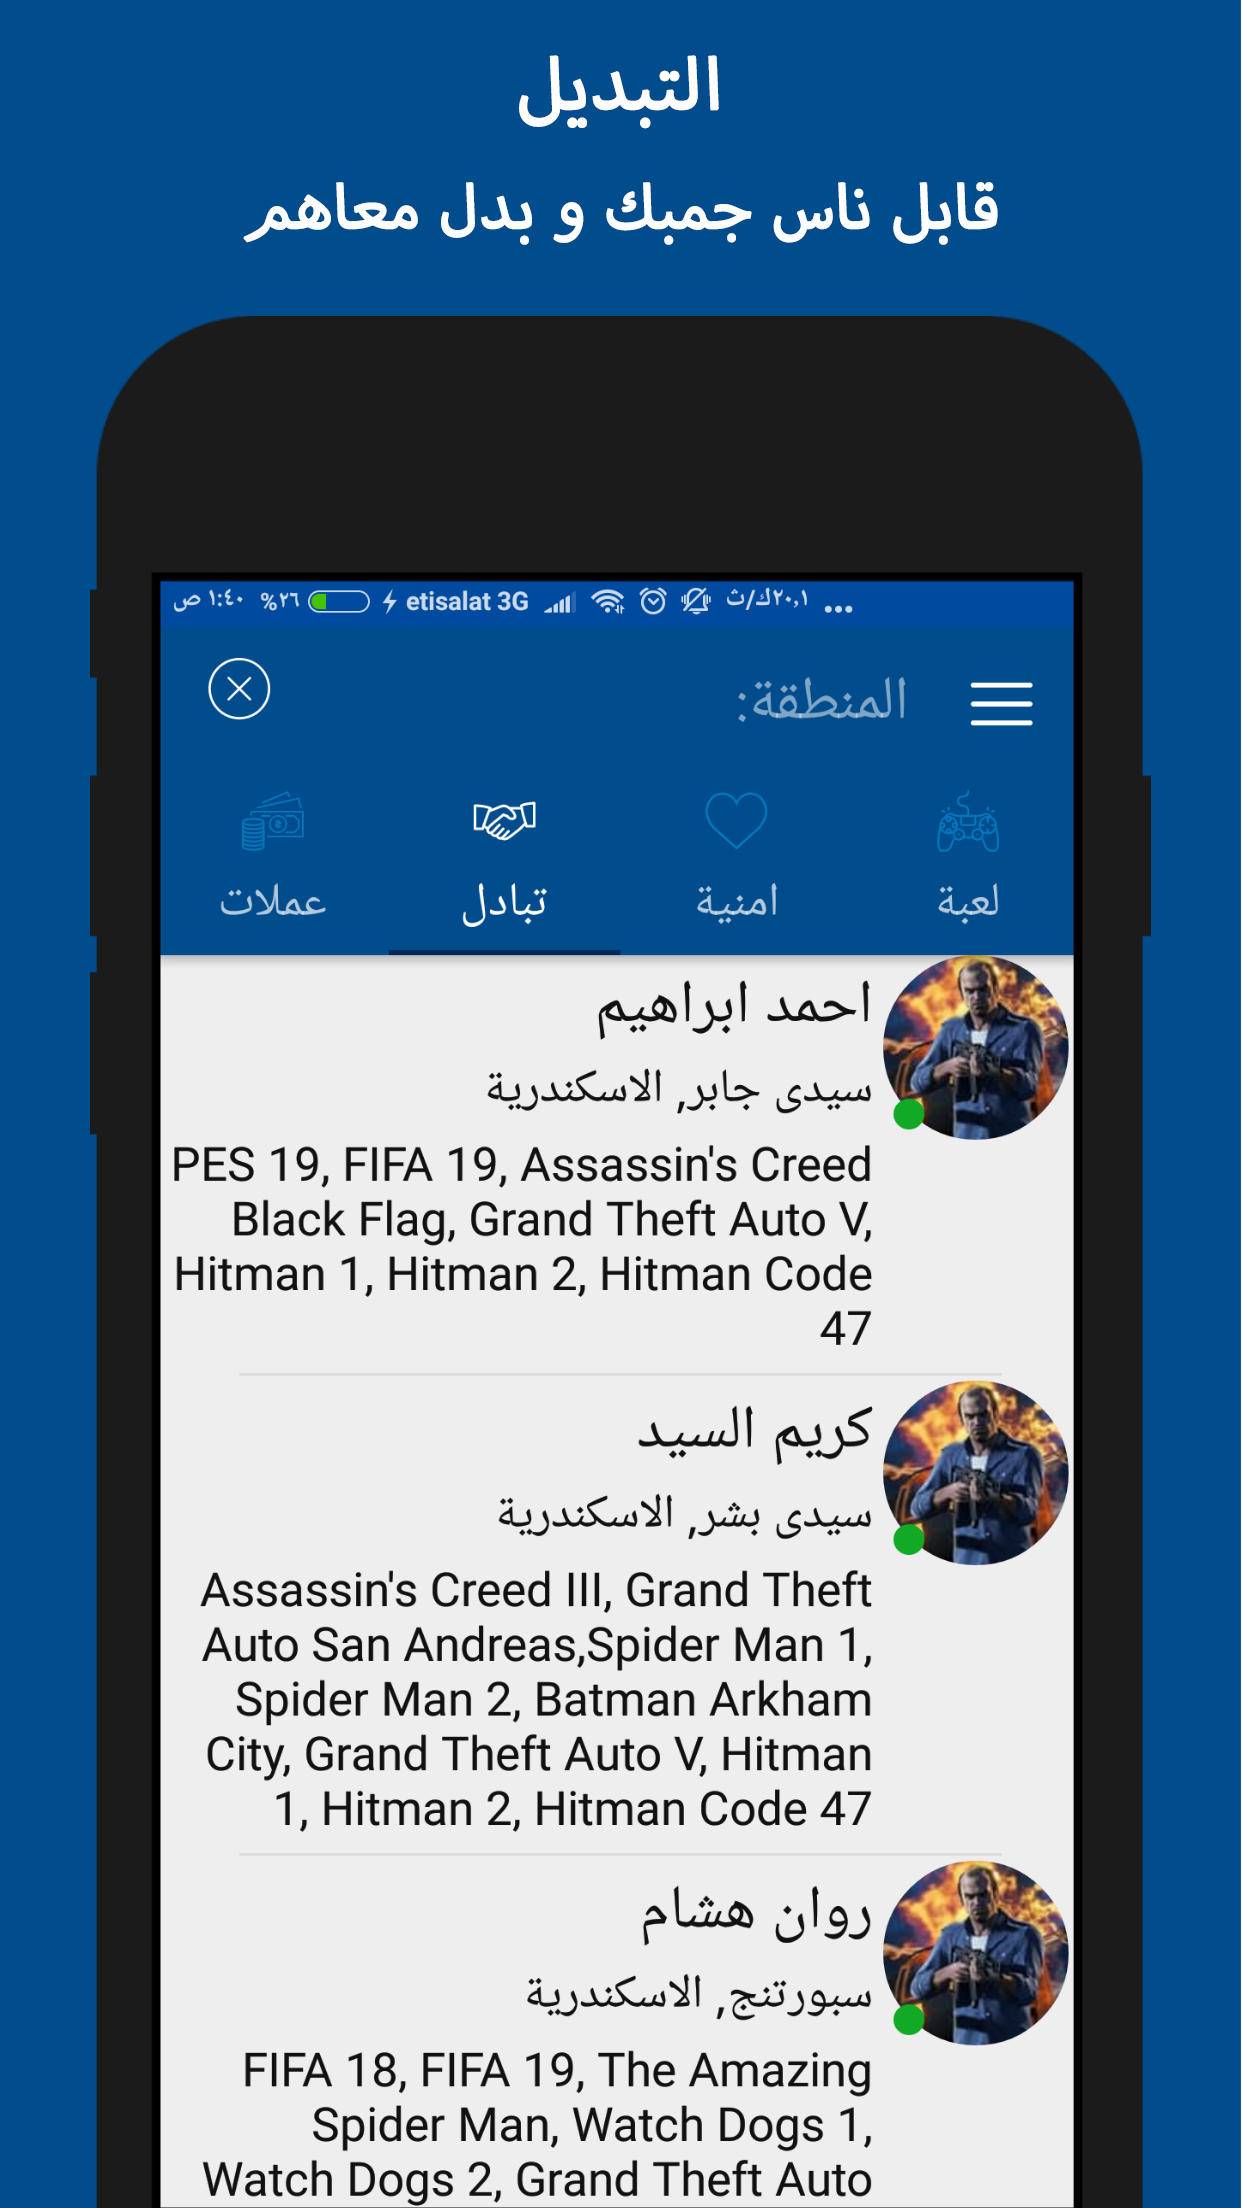 التبديل
قابل ناس جمبك و بدل معاهم
١:٤٠ ص %٢٦ etisalat 3G ٢٠,١ك/ث ...
المنطقة:
لعبة امنية تبادل عملات
احمد ابراهيم
سيدى جابر, الاسكندرية
PES 19, FIFA 19, Assassin's Creed
Black Flag, Grand Theft Auto V,
Hitman 1, Hitman 2, Hitman Code
47
كريم السيد
سيدى بشر, الاسكندرية
Assassin's Creed III, Grand Theft
Auto San Andreas,Spider Man 1,
Spider Man 2, Batman Arkham
City, Grand Theft Auto V, Hitman
1, Hitman 2, Hitman Code 47
روان هشام
سبورتنج, الاسكندرية
FIFA 18, FIFA 19, The Amazing
Spider Man, Watch Dogs 1,
Watch Dogs 2, Grand Theft Auto